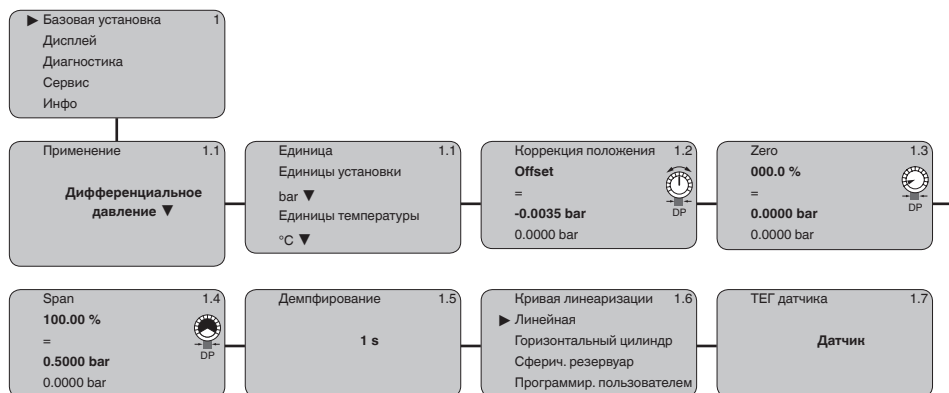 ▶ Базовая установка 1
Дисплей
Диагностика
Сервис
Инфо
Применение 1.1
Дифференциальное
давление ▼
Единица 1.1
Единицы установки
bar ▼
Единицы температуры
°C ▼
Коррекция положения 1.2
Offset
=
-0.0035 bar
0.0000 bar
DP
Zero 1.3
000.0 %
=
0.0000 bar
0.0000 bar
DP
Span 1.4
100.00 %
=
0.5000 bar
0.0000 bar
DP
Демпфирование 1.5
1 s
Кривая линеаризации 1.6
▶ Линейная
Горизонтальный цилиндр
Сферич. резервуар
Программир. пользователем
ТЕГ датчика 1.7
Датчик